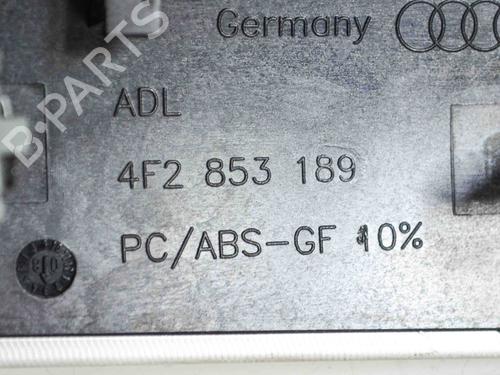 Germany
ADL
4F2 853 189
PC/ABS-GF 10%
B-PARTS